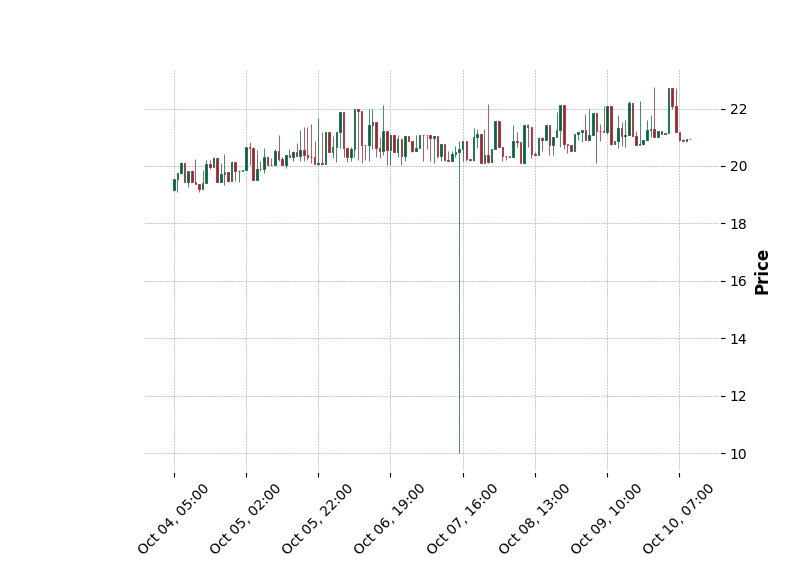 22
20
18
16
14
12
10
Price
Oct 04, 05:00
Oct 05, 02:00
Oct 05, 22:00
Oct 06, 19:00
Oct 07, 16:00
Oct 08, 13:00
Oct 09, 10:00
Oct 10, 07:00